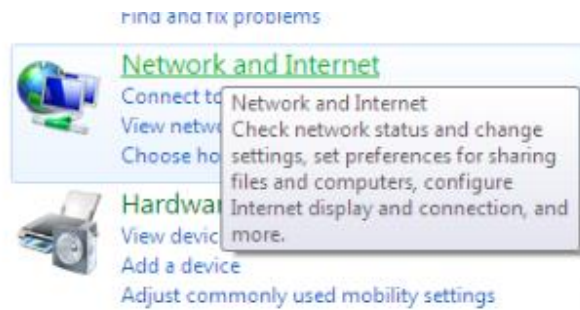 Find and fix problems
Network and Internet
Connect to
View netwo
Choose ho
Network and Internet
Check network status and change
settings, set preferences for sharing
files and computers, configure
Internet display and connection, and
more.
Hardwar
View devic
Add a device
Adjust commonly used mobility settings